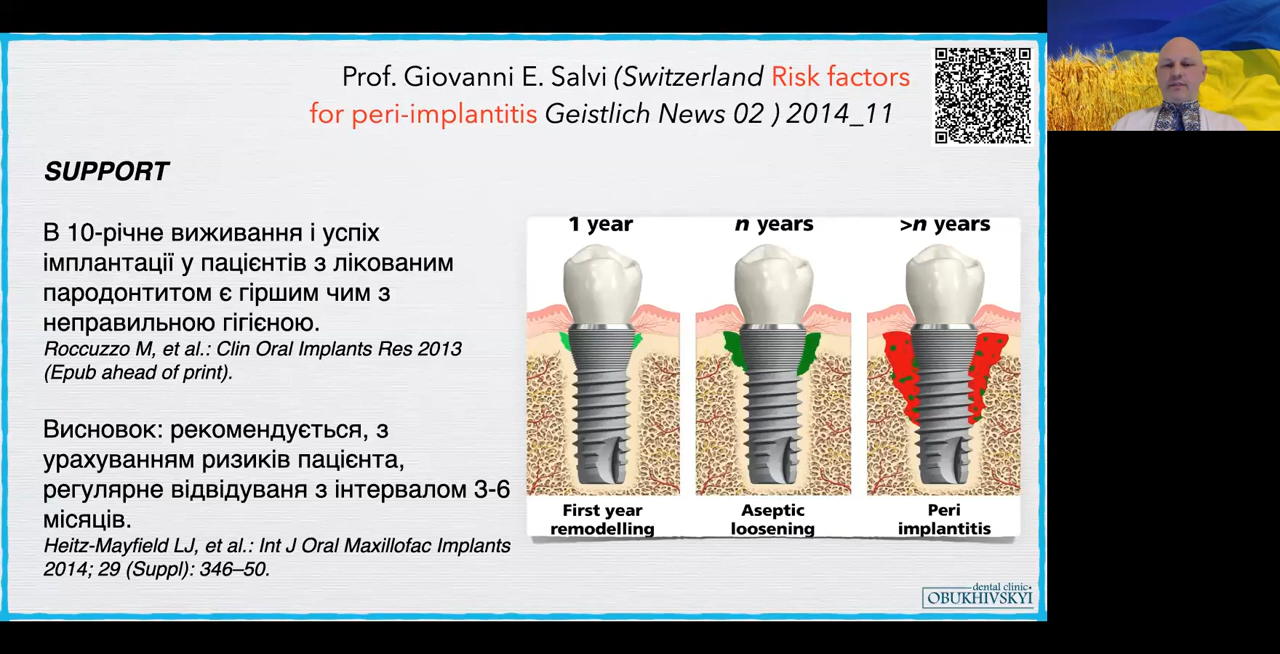 Prof. Giovanni E. Salvi (Switzerland Risk factors
for peri-implantitis Geistlich News 02 ) 2014_11
SUPPORT
В 10-річне виживання і успіх
імплантації у пацієнтів з лікованим
пародонтитом є гіршим чим з
неправильною гігієною.
Roccuzzo M, et al.: Clin Oral Implants Res 2013
(Epub ahead of print).
Висновок: рекомендується, з
урахуванням ризиків пацієнта,
регулярне відвідуваня з інтервалом 3-6
місяців.
Heitz-Mayfield LJ, et al.: Int J Oral Maxillofac Implants
2014; 29 (Suppl): 346–50.
1 year
n years
>n years
First year
remodelling
Aseptic
loosening
Peri
implantitis
dental clinic
OBUKHIVSKYI